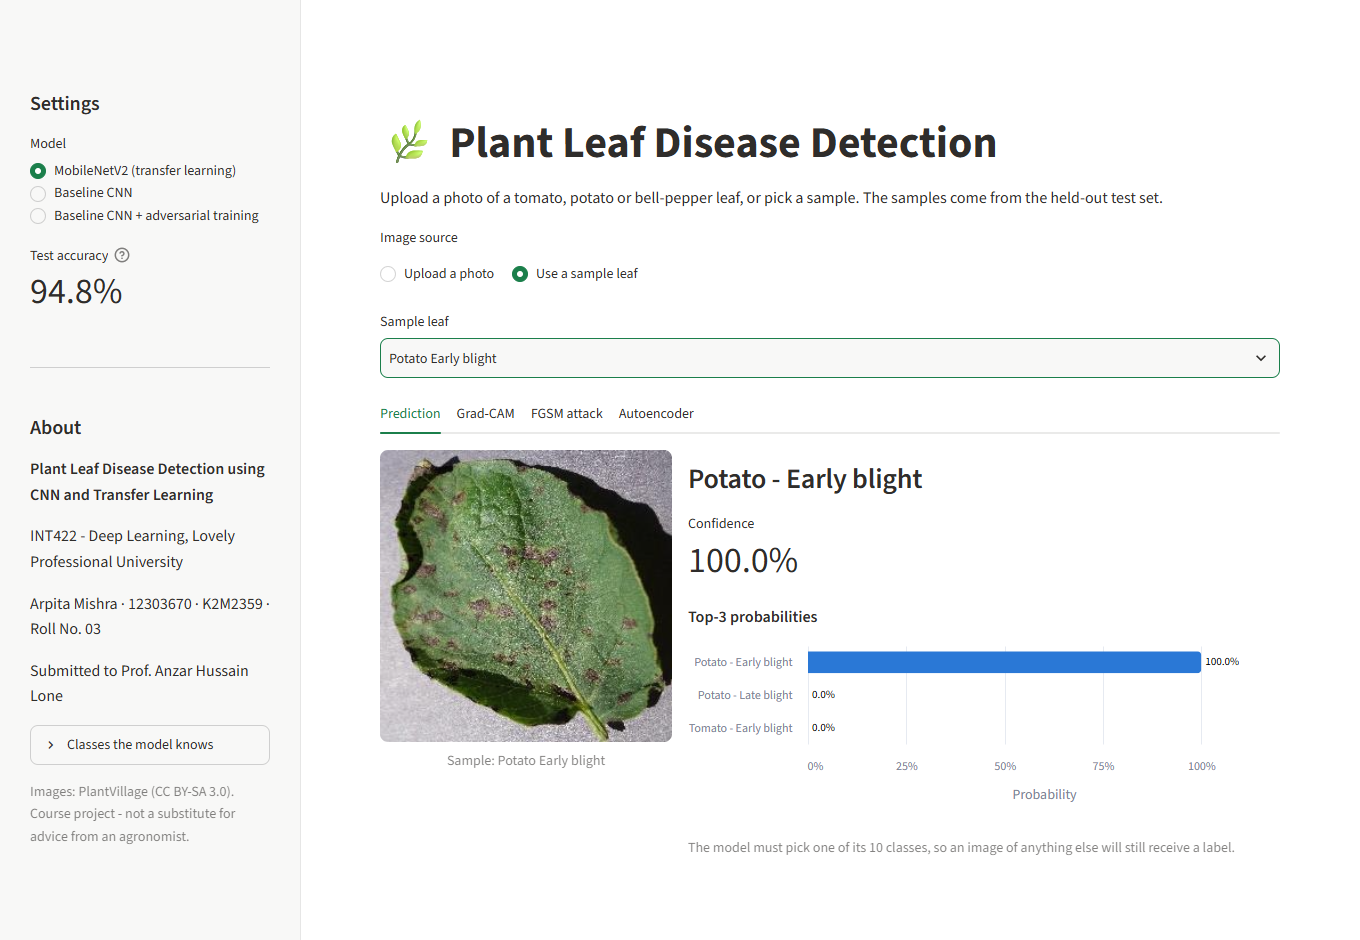 Settings
Model
MobileNetV2 (transfer learning)
Baseline CNN
Baseline CNN + adversarial training
Test accuracy ?
94.8%
About
Plant Leaf Disease Detection using
CNN and Transfer Learning
INT422 - Deep Learning, Lovely
Professional University
Arpita Mishra · 12303670 · K2M2359 ·
Roll No. 03
Submitted to Prof. Anzar Hussain
Lone
Classes the model knows
Images: PlantVillage (CC BY-SA 3.0).
Course project - not a substitute for
advice from an agronomist.
Plant Leaf Disease Detection
Upload a photo of a tomato, potato or bell-pepper leaf, or pick a sample. The samples come from the held-out test set.
Image source
Upload a photo Use a sample leaf
Sample leaf
Potato Early blight
Prediction Grad-CAM FGSM attack Autoencoder
Sample: Potato Early blight
Potato - Early blight
Confidence
100.0%
Top-3 probabilities
Potato - Early blight 100.0%
Potato - Late blight 0.0%
Tomato - Early blight 0.0%
0% 25% 50% 75% 100%
Probability
The model must pick one of its 10 classes, so an image of anything else will still receive a label.